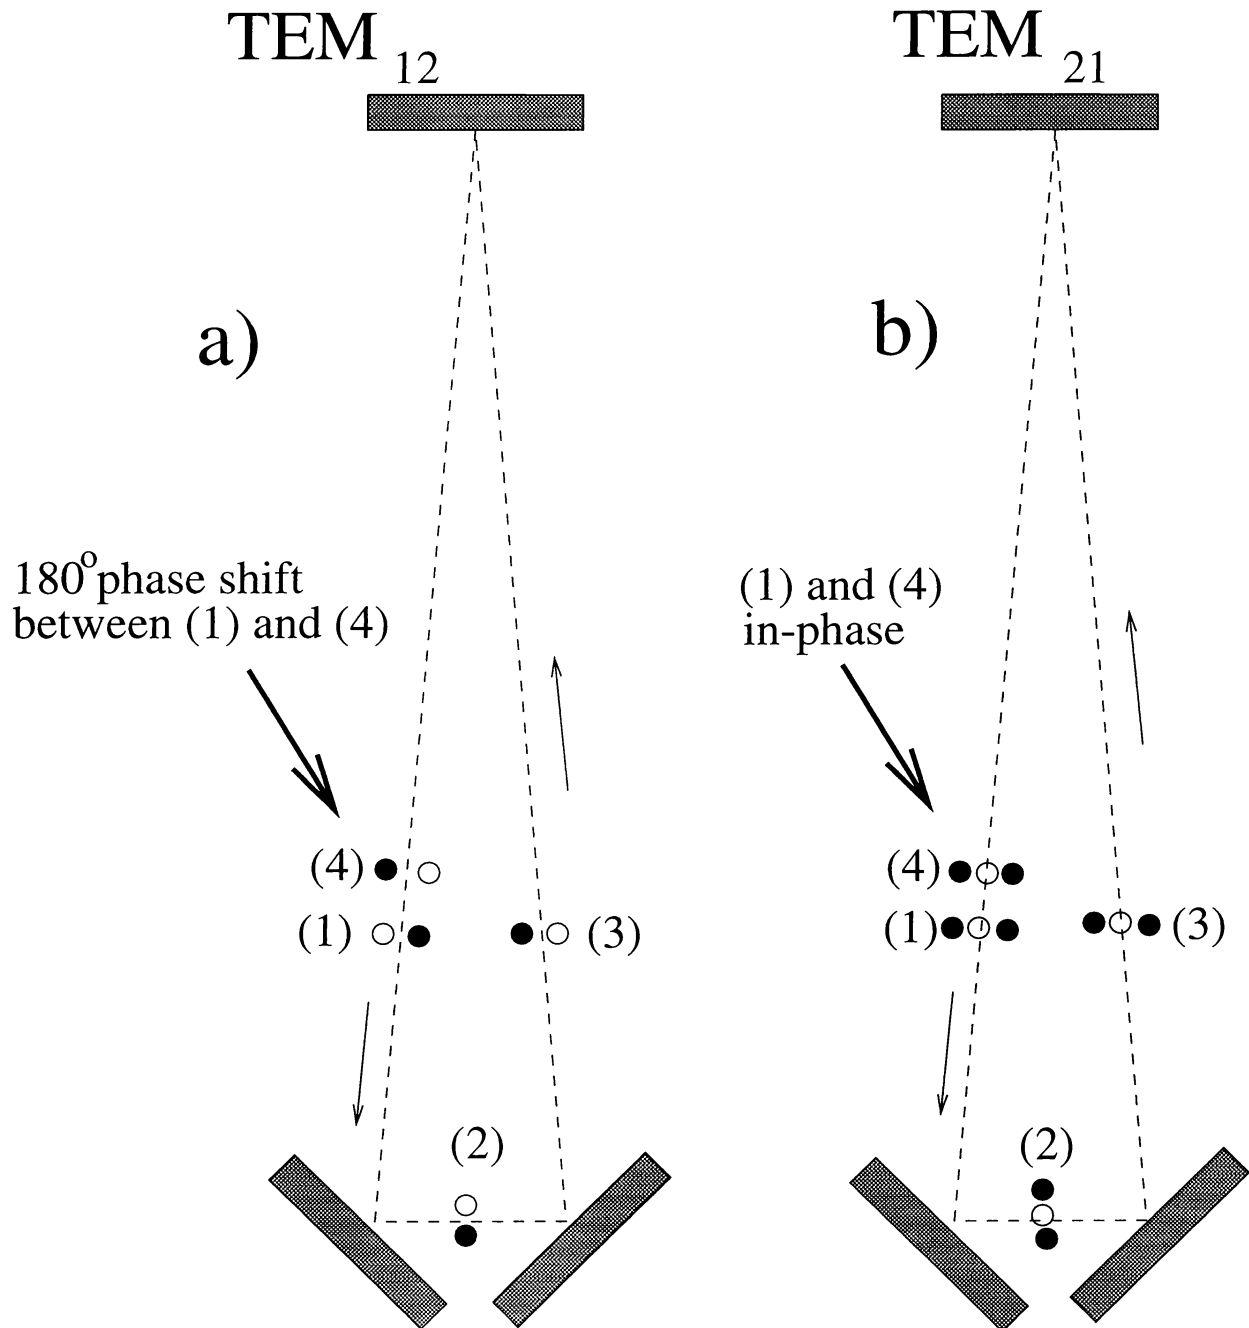 TEM 12
TEM 21
a)
b)
180° phase shift
between (1) and (4)
(1) and (4)
in-phase
(4)
(1)
(3)
(2)
(4)
(1)
(3)
(2)